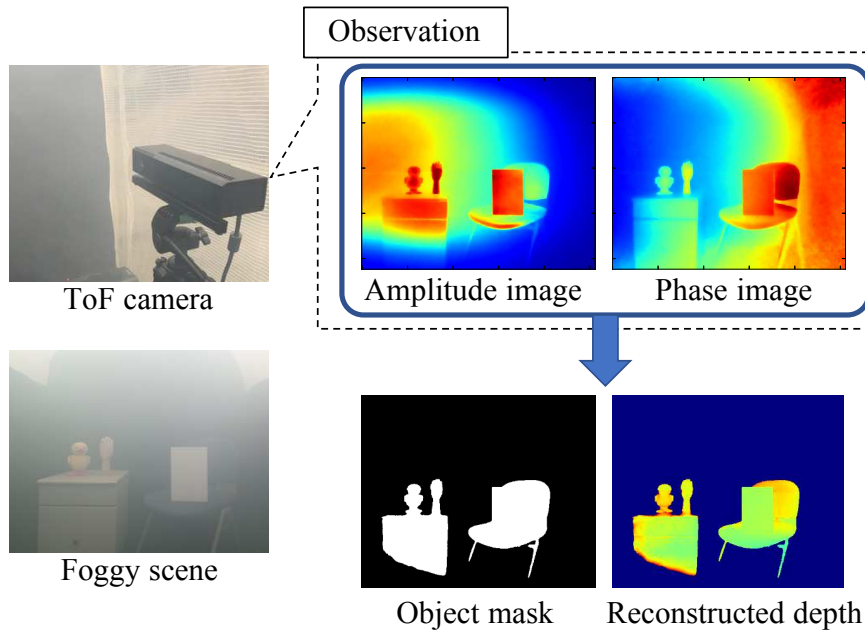 Observation
ToF camera
Amplitude image
Phase image
Foggy scene
Object mask
Reconstructed depth